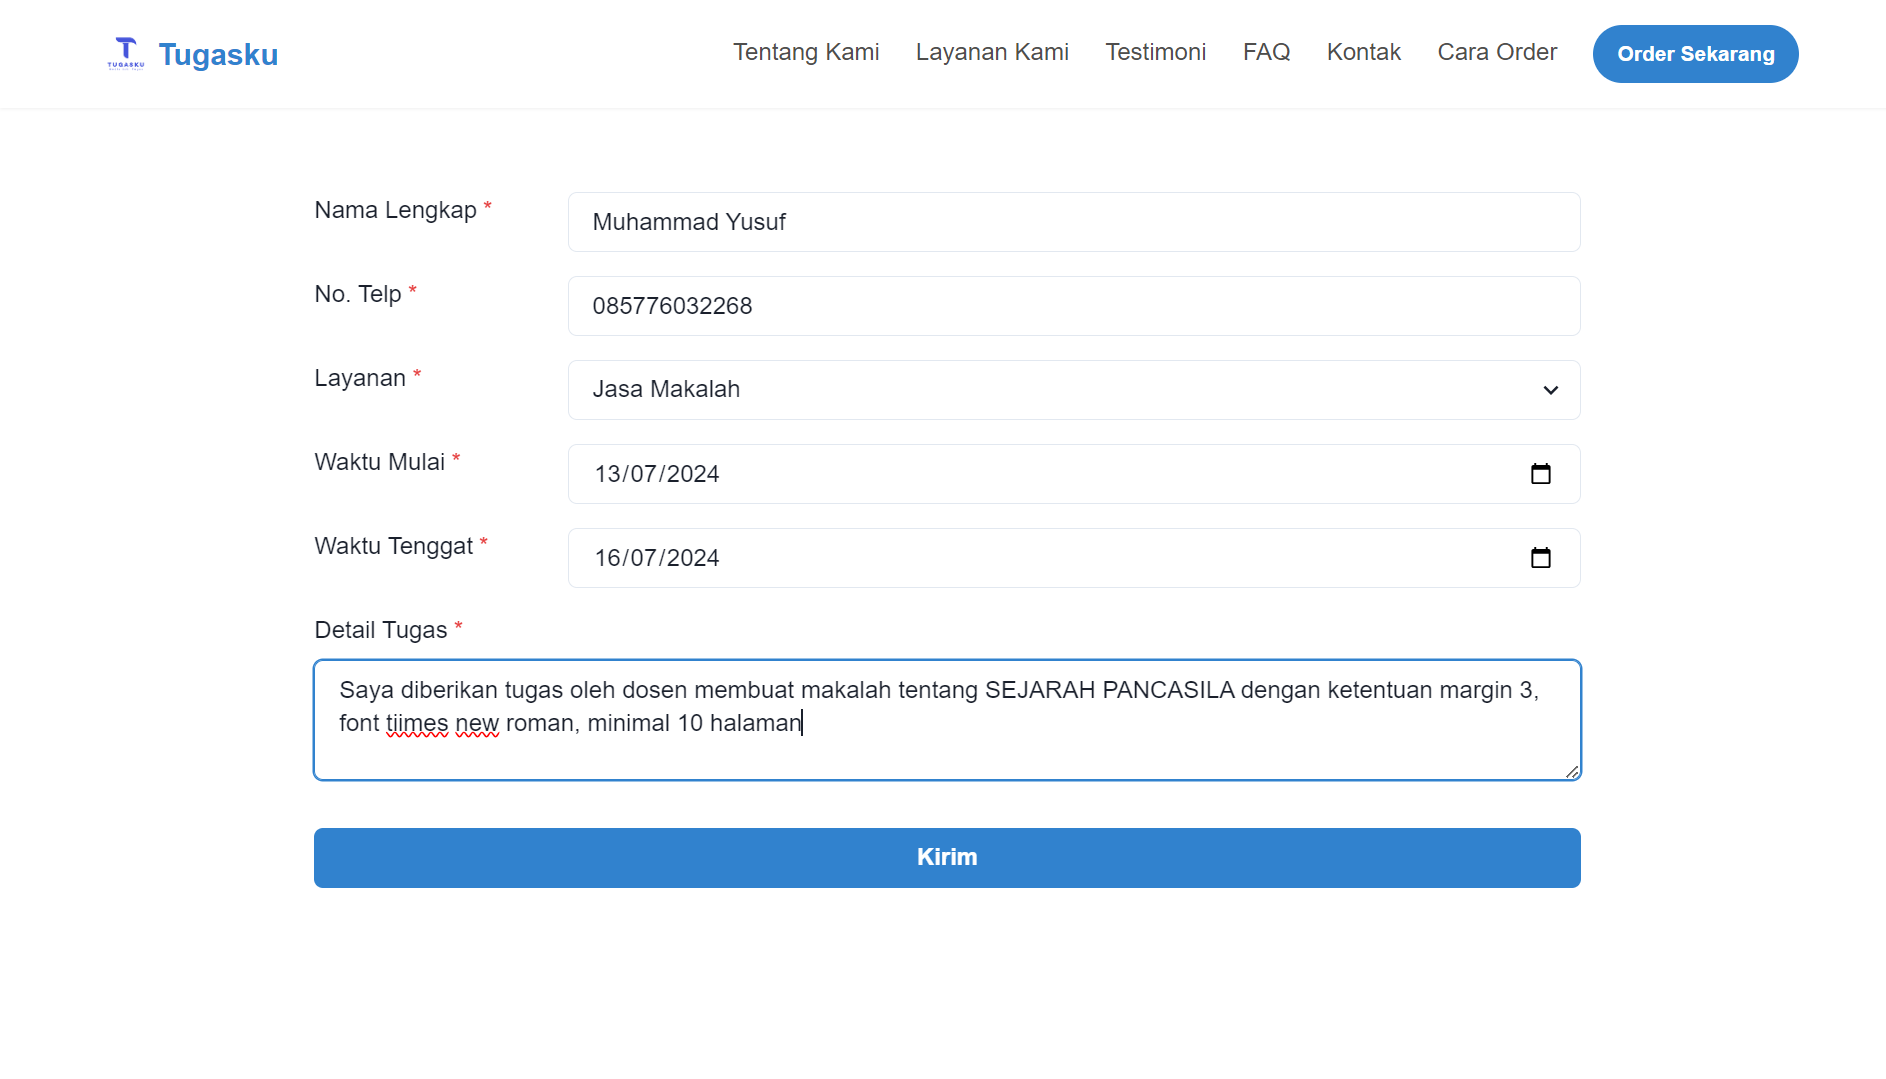 TUGASKU
Tugasku
Tentang Kami
Layanan Kami
Testimoni
FAQ
Kontak
Cara Order
Order Sekarang
Nama Lengkap *
Muhammad Yusuf
No. Telp *
085776032268
Layanan *
Jasa Makalah
Waktu Mulai *
13/07/2024
Waktu Tenggat *
16/07/2024
Detail Tugas *
Saya diberikan tugas oleh dosen membuat makalah tentang SEJARAH PANCASILA dengan ketentuan margin 3,
font tiimes new roman, minimal 10 halaman
Kirim